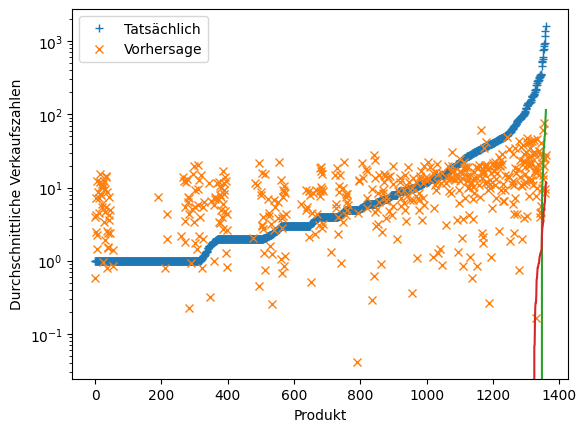 Tatsächlich
Vorhersage
Durchschnittliche Verkaufszahlen
10³
10²
10¹
10⁰
10⁻¹
0 200 400 600 800 1000 1200 1400
Produkt